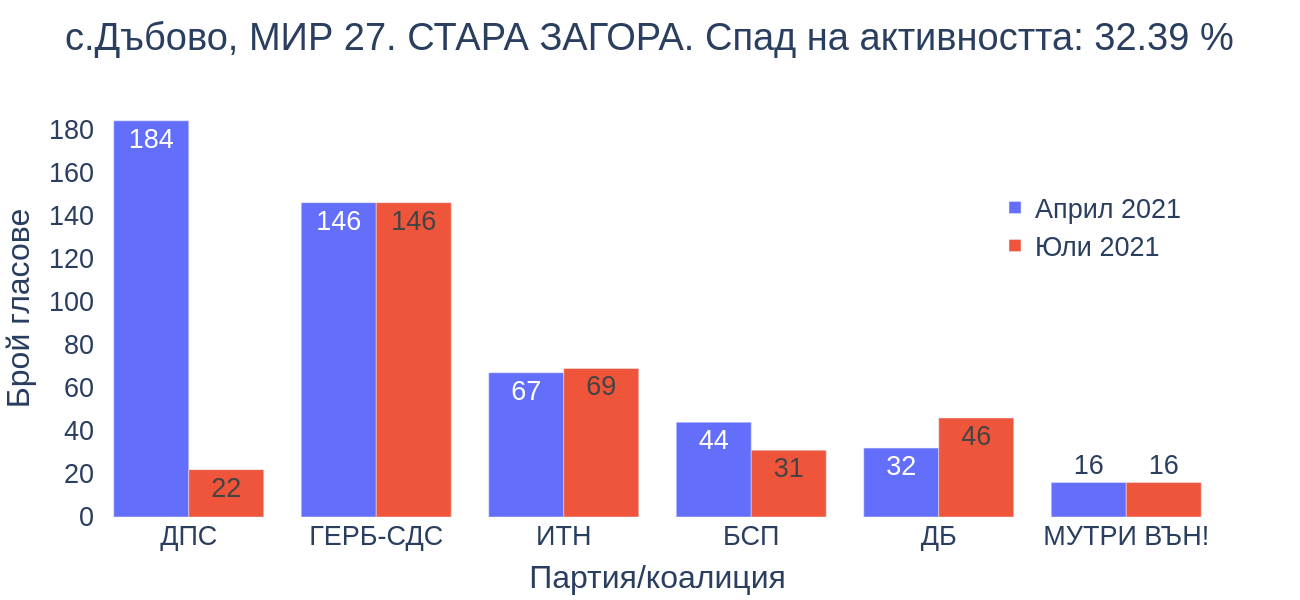 с.Дъбово, МИР 27. СТАРА ЗАГОРА. Спад на активността: 32.39 %
Брой гласове
180
160
140
120
100
80
60
40
20
0
184
22
146
146
67
69
44
31
32
46
16
16
Април 2021
Юли 2021
ДПС
ГЕРБ-СДС
ИТН
БСП
ДБ
МУТРИ ВЪН!
Партия/коалиция